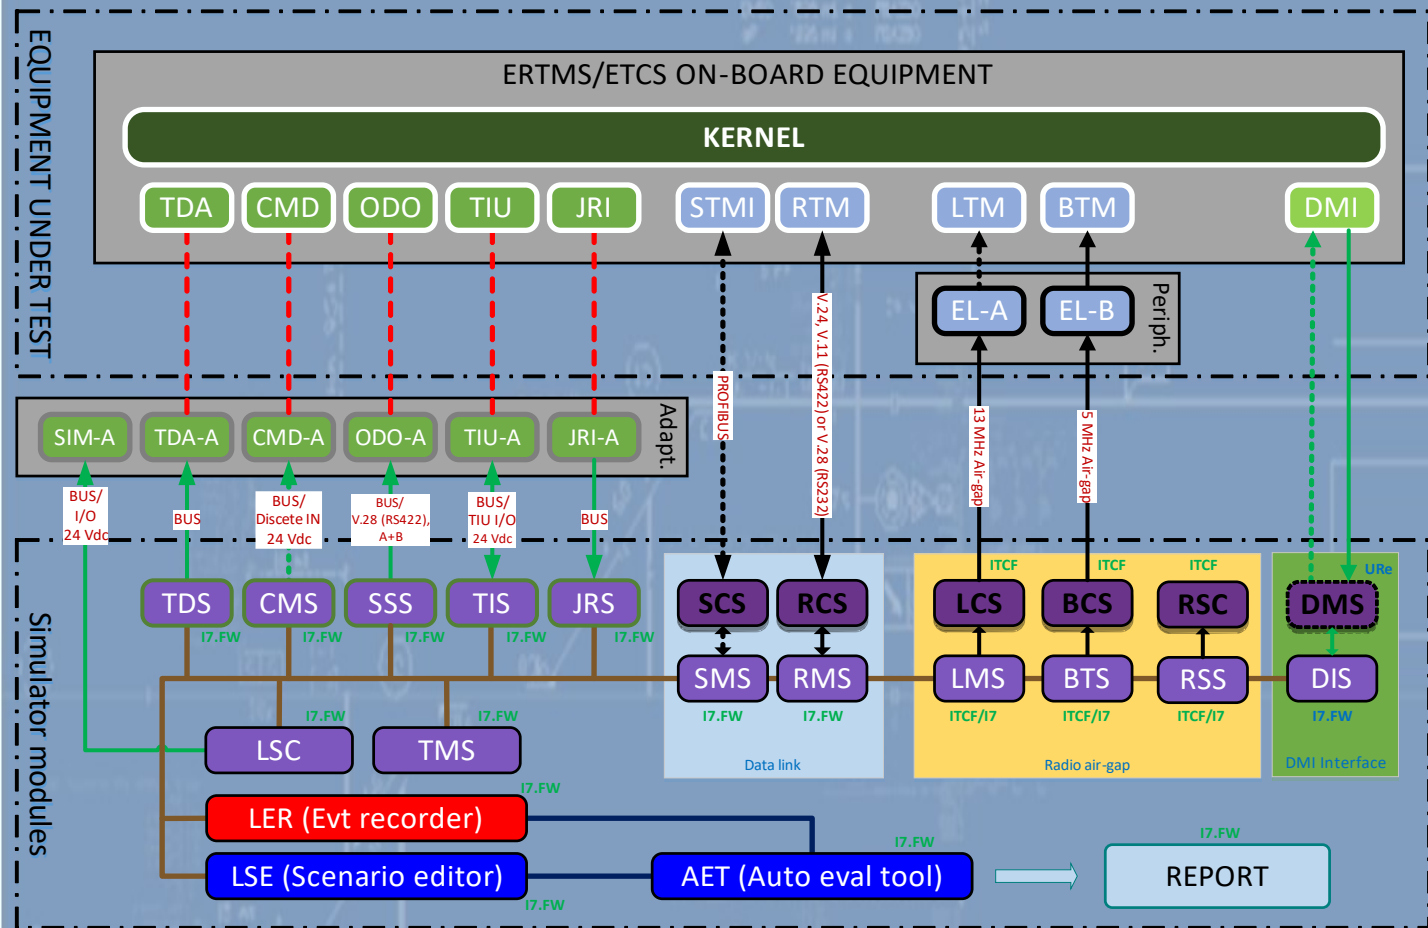 EQUIPMENT UNDER TEST
ERTMS/ETCS ON-BOARD EQUIPMENT
KERNEL
TDA
CMD
ODO
TIU
JRI
STMI
RTM
LTM
BTM
DMI
EL-A
EL-B
Periph.
PROFIBUS
V.24, V.11 (RS422) or V.28 (RS232)
13 MHz Air-gap
5 MHz Air-gap
SIM-A
TDA-A
CMD-A
ODO-A
TIU-A
JRI-A
Adapt.
BUS/
I/O
24 Vdc
BUS
BUS/
Discete IN
24 Vdc
BUS/
V.28 (RS422),
A+B
BUS/
TIU I/O
24 Vdc
BUS
Simulator modules
ITCF
ITCF
ITCF
URe
TDS
CMS
SSS
TIS
JRS
SCS
RCS
LCS
BCS
RSC
DMS
I7.FW
I7.FW
I7.FW
I7.FW
I7.FW
SMS
RMS
LMS
BTS
RSS
DIS
I7.FW
I7.FW
ITCF/I7
ITCF/I7
ITCF/I7
I7.FW
I7.FW
I7.FW
LSC
TMS
Data link
Radio air-gap
DMI Interface
I7.FW
LER (Evt recorder)
I7.FW
I7.FW
LSE (Scenario editor)
AET (Auto eval tool)
REPORT
I7.FW